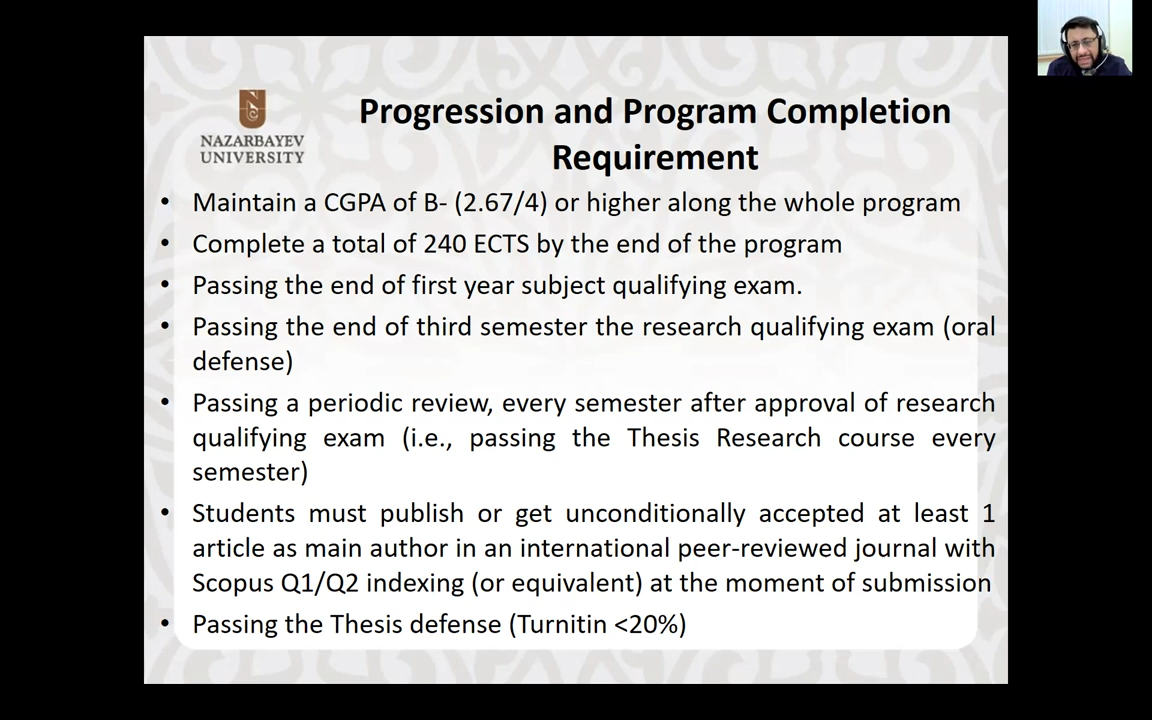 Progression and Program Completion
Requirement
NAZARBAYEV
UNIVERSITY
• Maintain a CGPA of B- (2.67/4) or higher along the whole program
• Complete a total of 240 ECTS by the end of the program
• Passing the end of first year subject qualifying exam.
• Passing the end of third semester the research qualifying exam (oral
defense)
• Passing a periodic review, every semester after approval of research
qualifying exam (i.e., passing the Thesis Research course every
semester)
• Students must publish or get unconditionally accepted at least 1
article as main author in an international peer-reviewed journal with
Scopus Q1/Q2 indexing (or equivalent) at the moment of submission
• Passing the Thesis defense (Turnitin <20%)